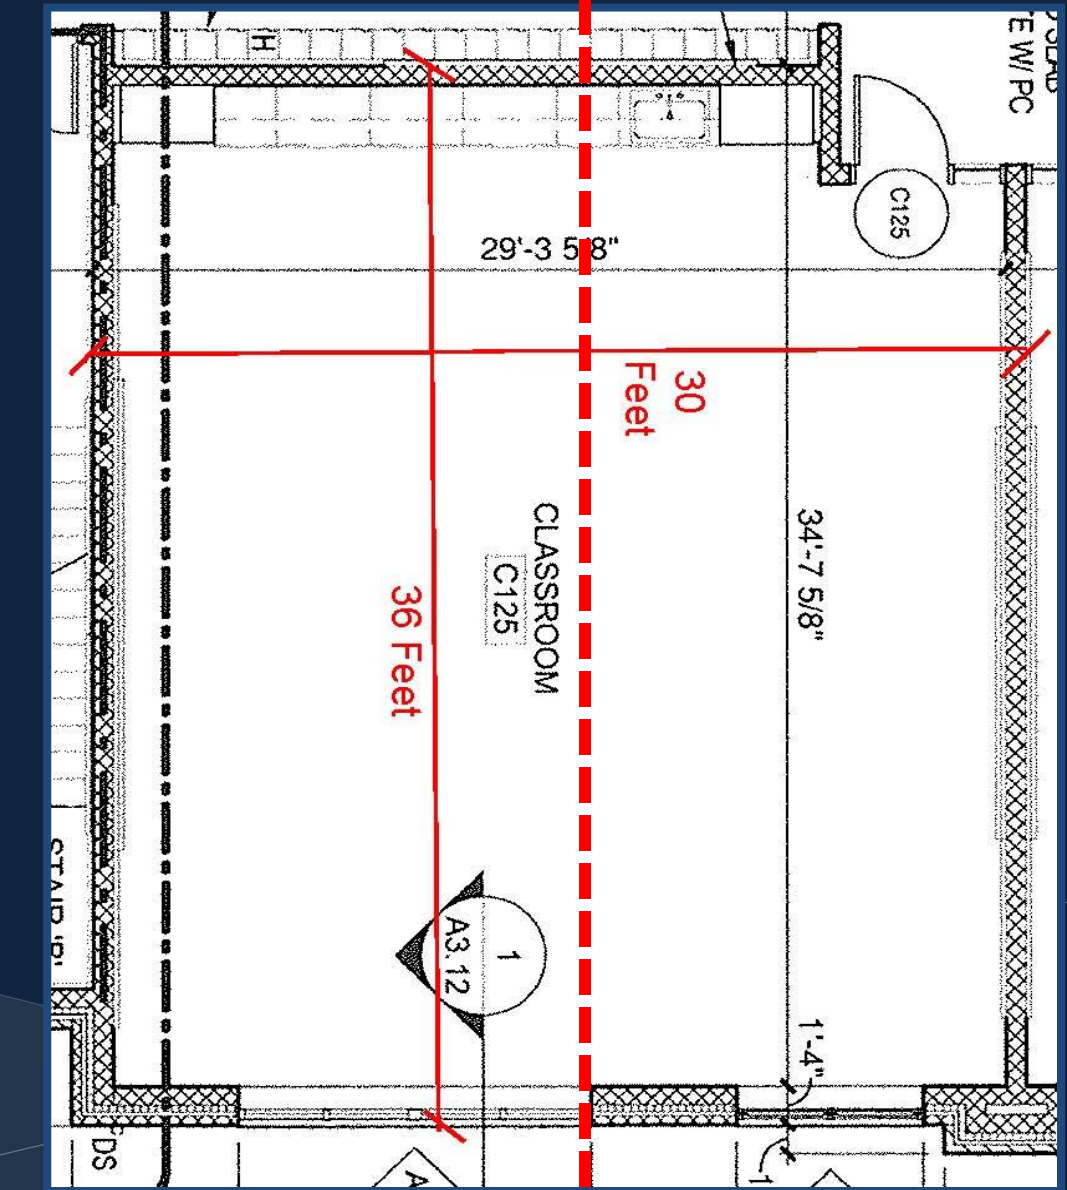 H
E W/ PC
C125
29'-3 5/8"
30
Feet
34'-7 5/8"
CLASSROOM
C125
36 Feet
1
A3.12
1'-4"
DS
A
1